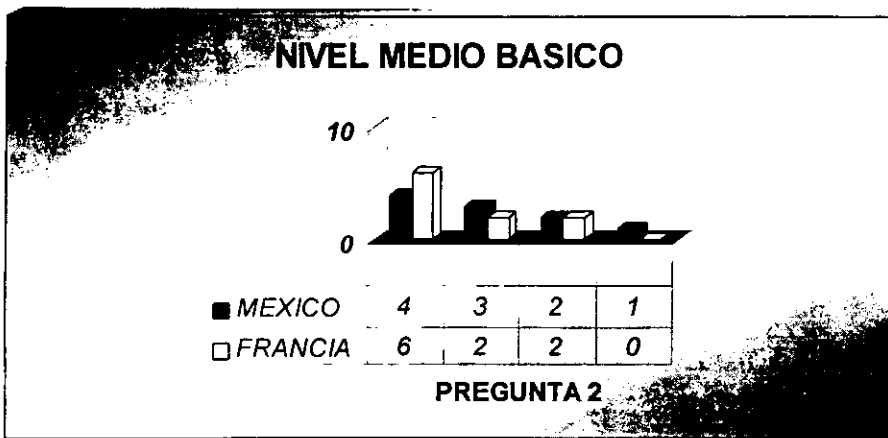 NIVEL MEDIO BASICO
10
0
MEXICO 4 3 2 1
FRANCIA 6 2 2 0
PREGUNTA 2